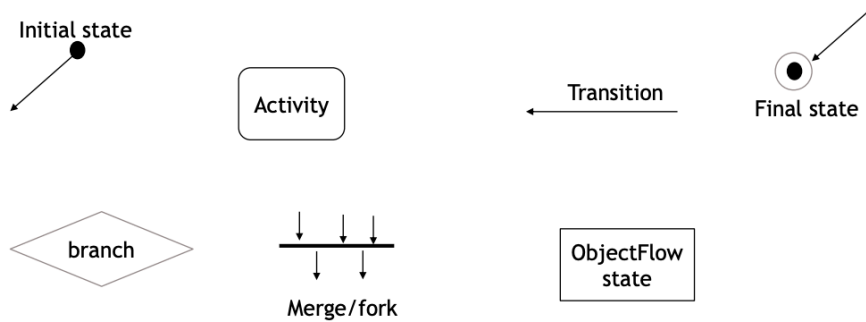 Initial state
Activity
Transition
Final state
branch
Merge/fork
ObjectFlow
state